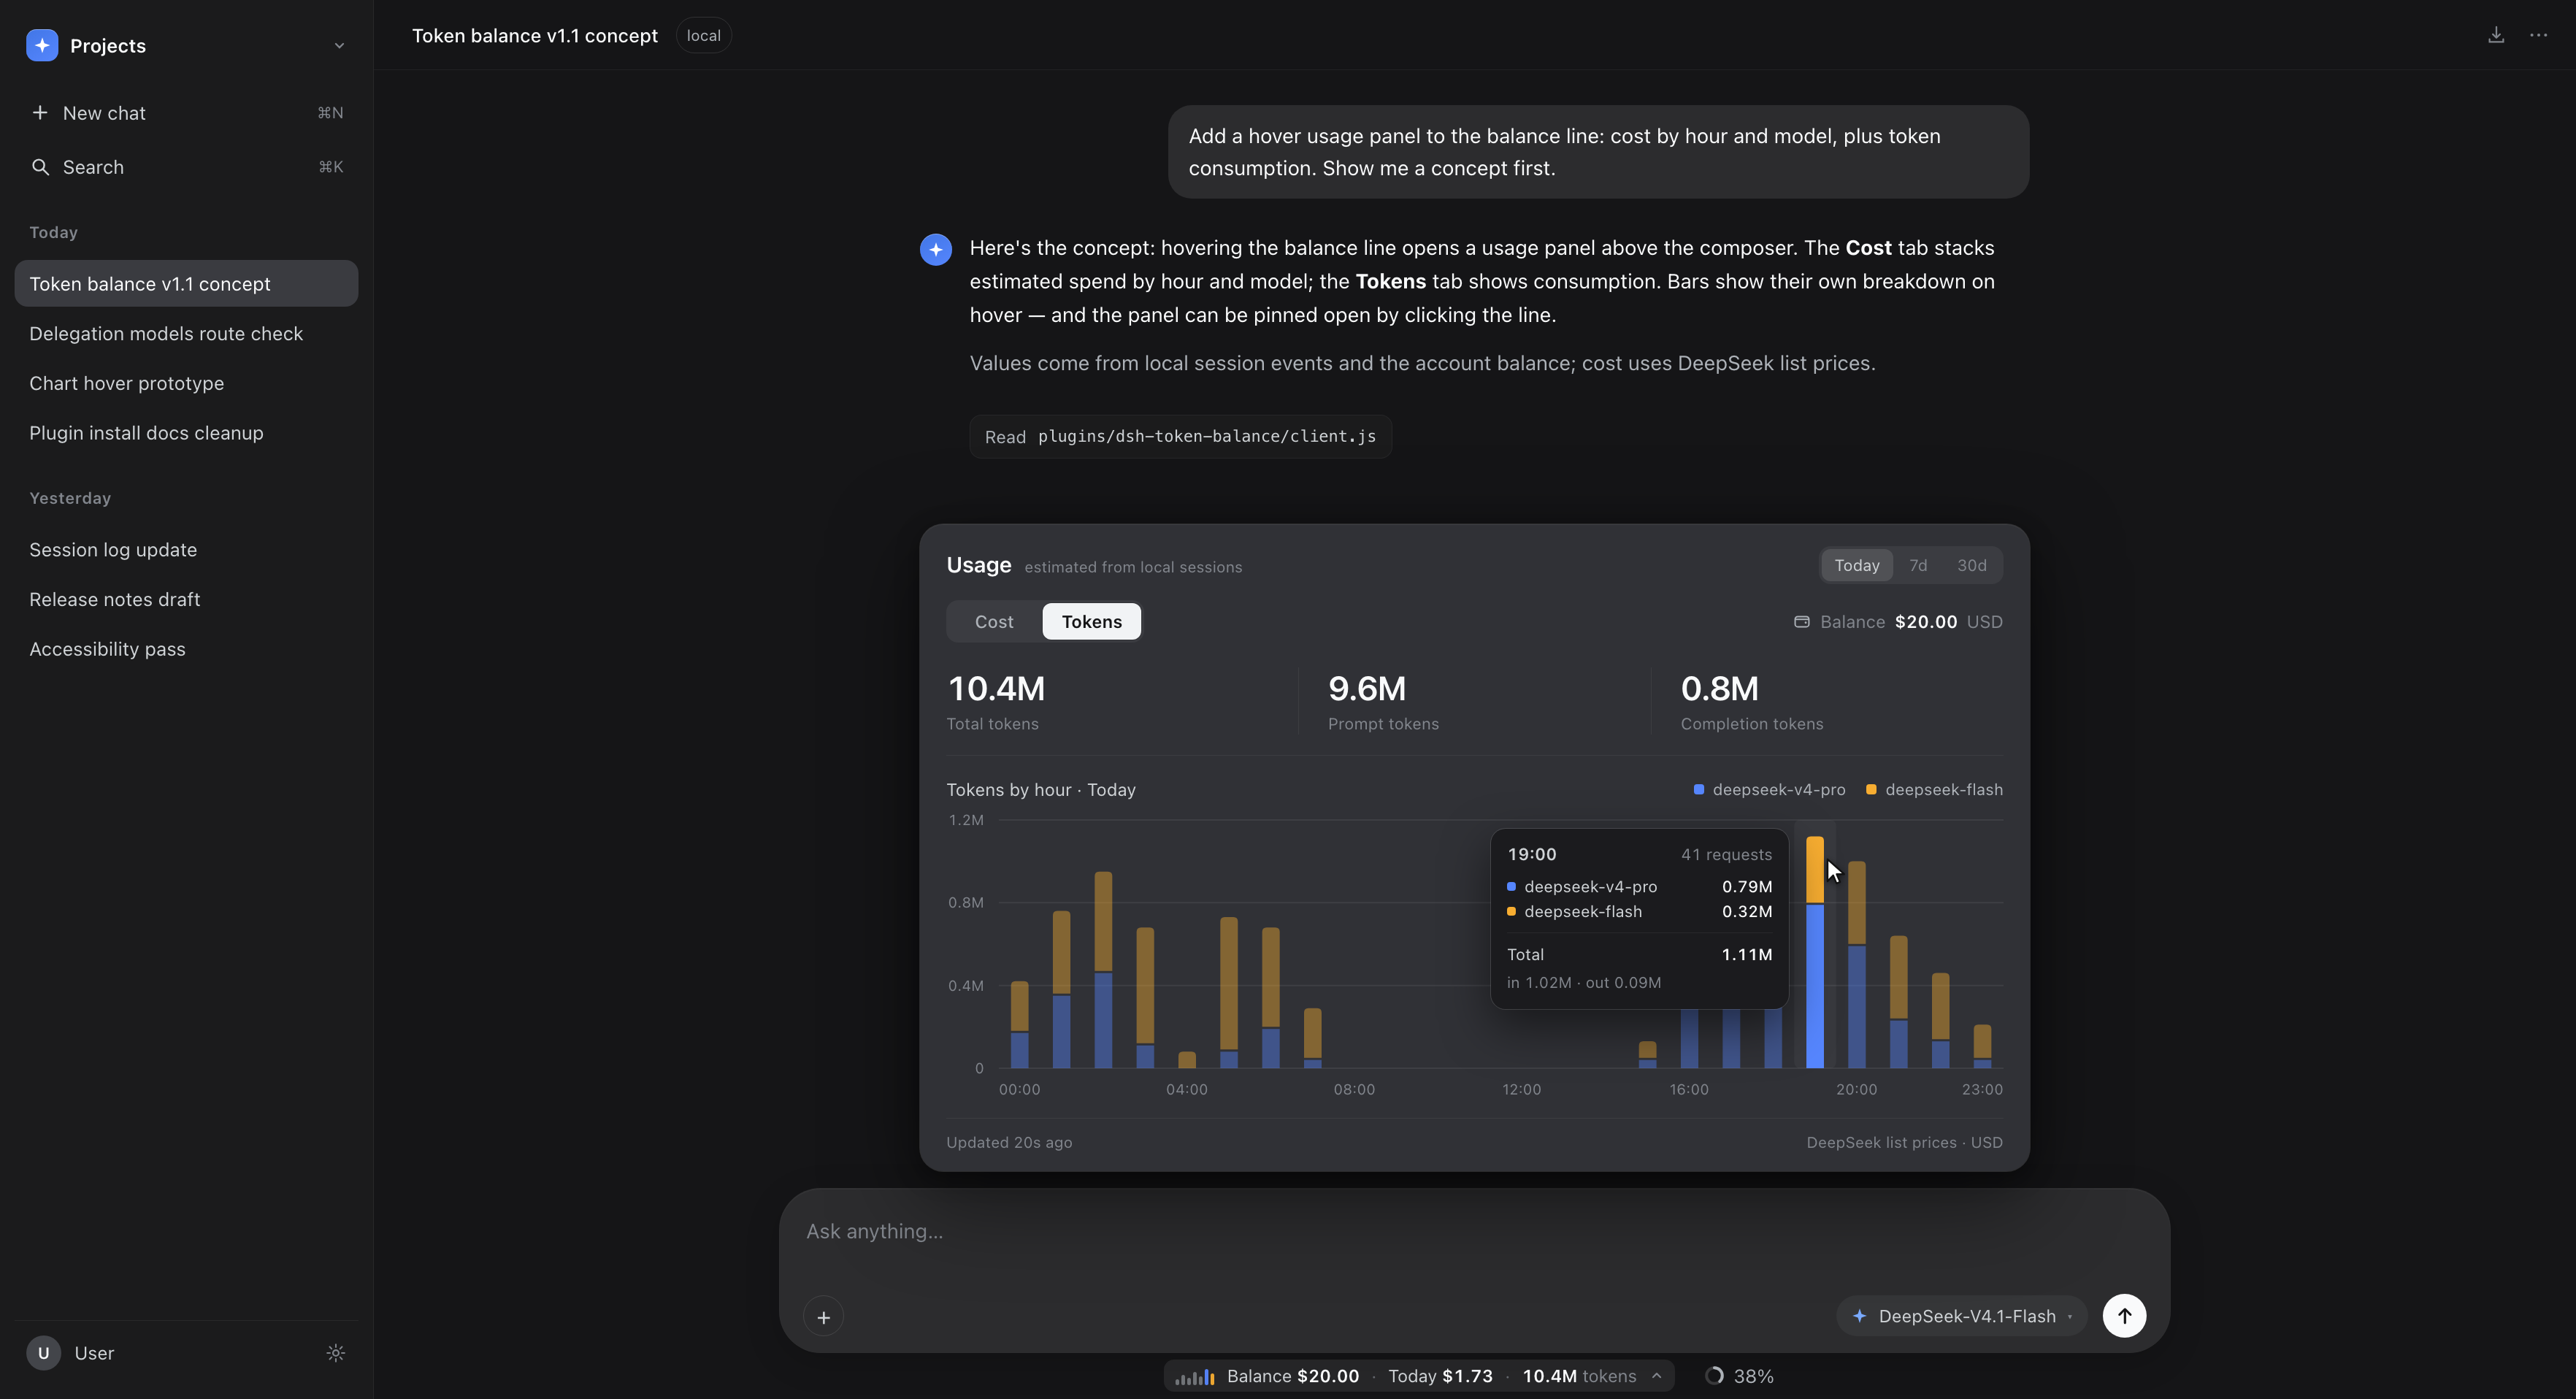 Projects
New chat ⌘N
Search ⌘K
Today
Token balance v1.1 concept
Delegation models route check
Chart hover prototype
Plugin install docs cleanup
Yesterday
Session log update
Release notes draft
Accessibility pass
U User
Token balance v1.1 concept local
Add a hover usage panel to the balance line: cost by hour and model, plus token
consumption. Show me a concept first.
Here's the concept: hovering the balance line opens a usage panel above the composer. The Cost tab stacks
estimated spend by hour and model; the Tokens tab shows consumption. Bars show their own breakdown on
hover — and the panel can be pinned open by clicking the line.
Values come from local session events and the account balance; cost uses DeepSeek list prices.
Read plugins/dsh-token-balance/client.js
Usage estimated from local sessions
Today 7d 30d
Cost Tokens
Balance $20.00 USD
10.4M 9.6M 0.8M
Total tokens Prompt tokens Completion tokens
Tokens by hour · Today
deepseek-v4-pro deepseek-flash
1.2M
0.8M
0.4M
0
19:00 41 requests
deepseek-v4-pro 0.79M
deepseek-flash 0.32M
Total 1.11M
in 1.02M · out 0.09M
00:00 04:00 08:00 12:00 16:00 20:00 23:00
Updated 20s ago DeepSeek list prices · USD
Ask anything...
DeepSeek-V4.1-Flash
Balance $20.00 · Today $1.73 · 10.4M tokens 38%